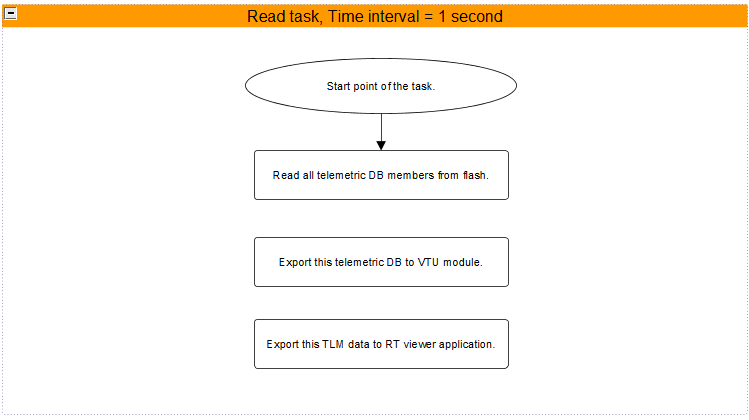 Read task, Time interval = 1 second
Start point of the task.
Read all telemetric DB members from flash.
Export this telemetric DB to VTU module.
Export this TLM data to RT viewer application.